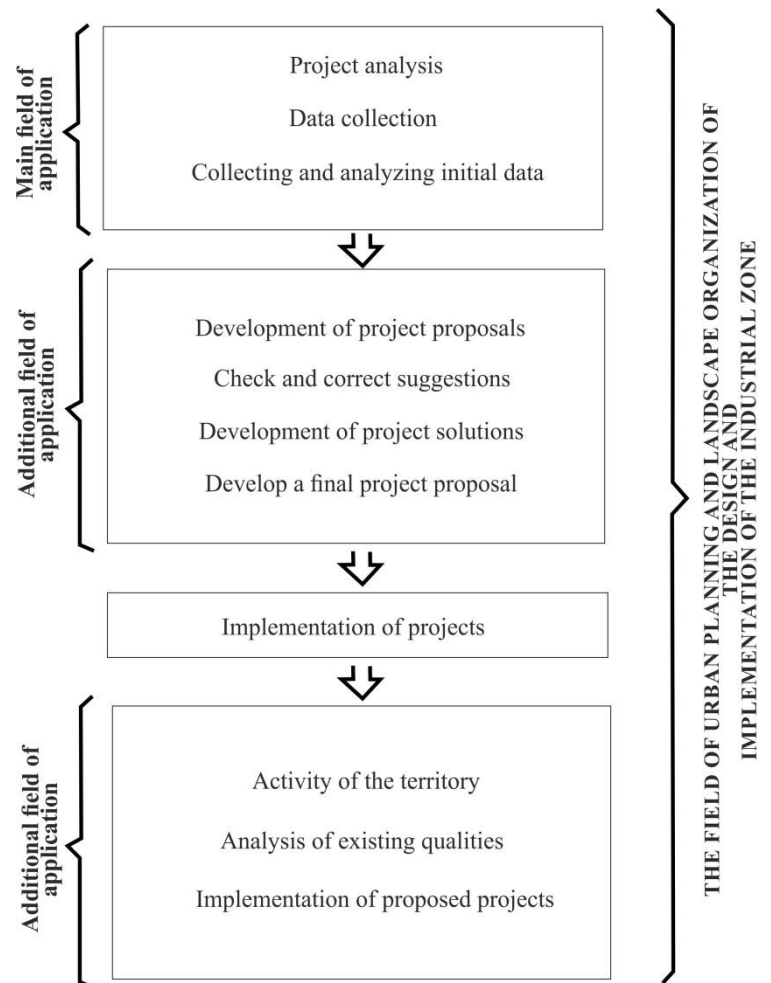 Main field of
application
Project analysis
Data collection
Collecting and analyzing initial data
Additional field of
application
Development of project proposals
Check and correct suggestions
Development of project solutions
Develop a final project proposal
Implementation of projects
Additional field of
application
Activity of the territory
Analysis of existing qualities
Implementation of proposed projects
THE FIELD OF URBAN PLANNING AND LANDSCAPE ORGANIZATION OF
THE DESIGN AND
IMPLEMENTATION OF THE INDUSTRIAL ZONE